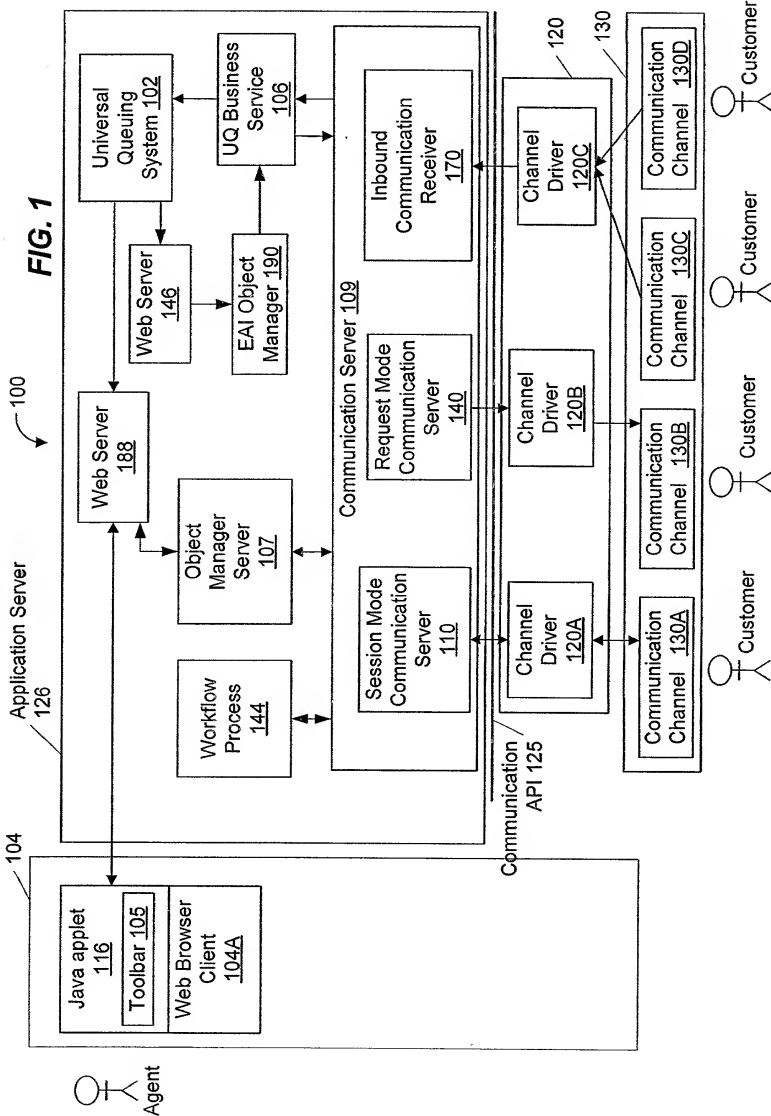 FIG. 1
100
104
Agent
Java applet
116
Toolbar 105
Web Browser
Client
104A
Application Server
126
Web Server
188
Universal
Queuing
System 102
Web Server
146
UQ Business
Service
106
EAI Object
Manager 190
Workflow
Process
144
Object
Manager
Server
107
Communication Server 109
Session Mode
Communication
Server
110
Request Mode
Communication
Server
140
Inbound
Communication
Receiver
170
Communication
API 125
120
Channel
Driver
120A
Channel
Driver
120B
Channel
Driver
120C
130
Communication
Channel 130A
Communication
Channel 130B
Communication
Channel 130C
Communication
Channel 130D
Customer
Customer
Customer
Customer